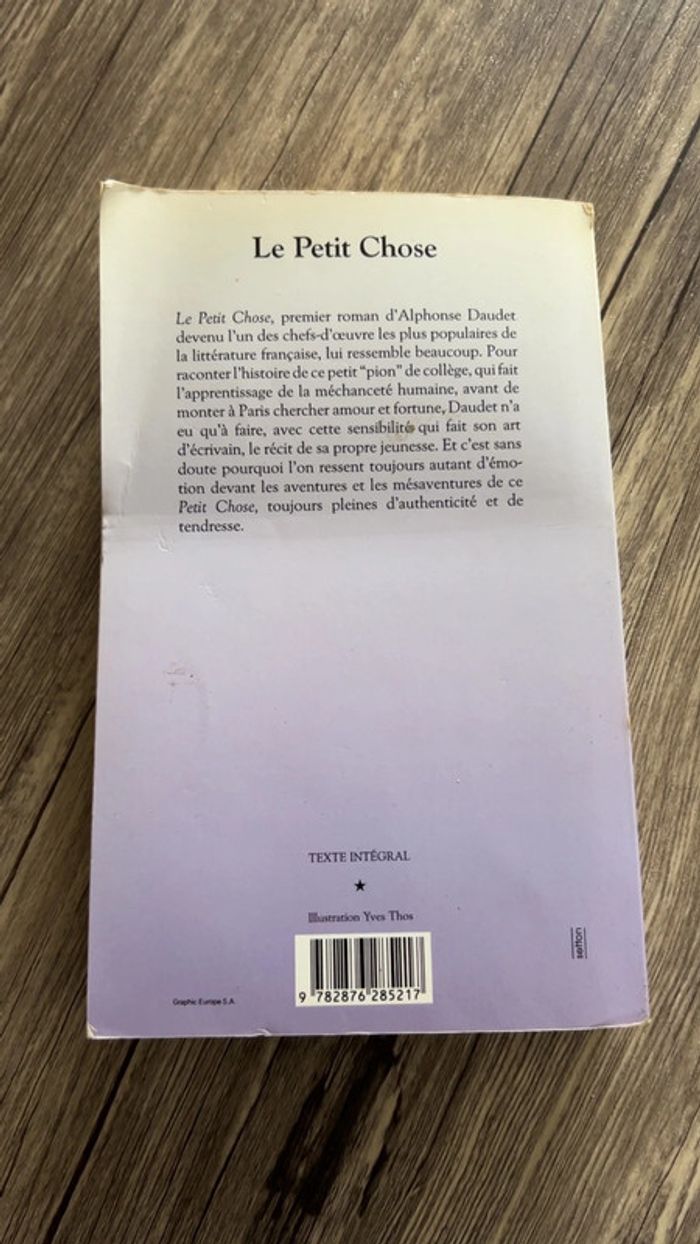 Le Petit Chose
Le Petit Chose, premier roman d'Alphonse Daudet
devenu l'un des chefs-d'œuvre les plus populaires de
la littérature française, lui ressemble beaucoup. Pour
raconter l'histoire de ce petit "pion" de collège, qui fait
l'apprentissage de la méchanceté humaine, avant de
monter à Paris chercher amour et fortune, Daudet n'a
eu qu'à faire, avec cette sensibilité qui fait son art
d'écrivain, le récit de sa propre jeunesse. Et c'est sans
doute pourquoi l'on ressent toujours autant d'émo-
tion devant les aventures et les mésaventures de ce
Petit Chose, toujours pleines d'authenticité et de
tendresse.
TEXTE INTÉGRAL
★
Illustration Yves Thos
sefton
Graphic Europe S.A.
9 782876 285217